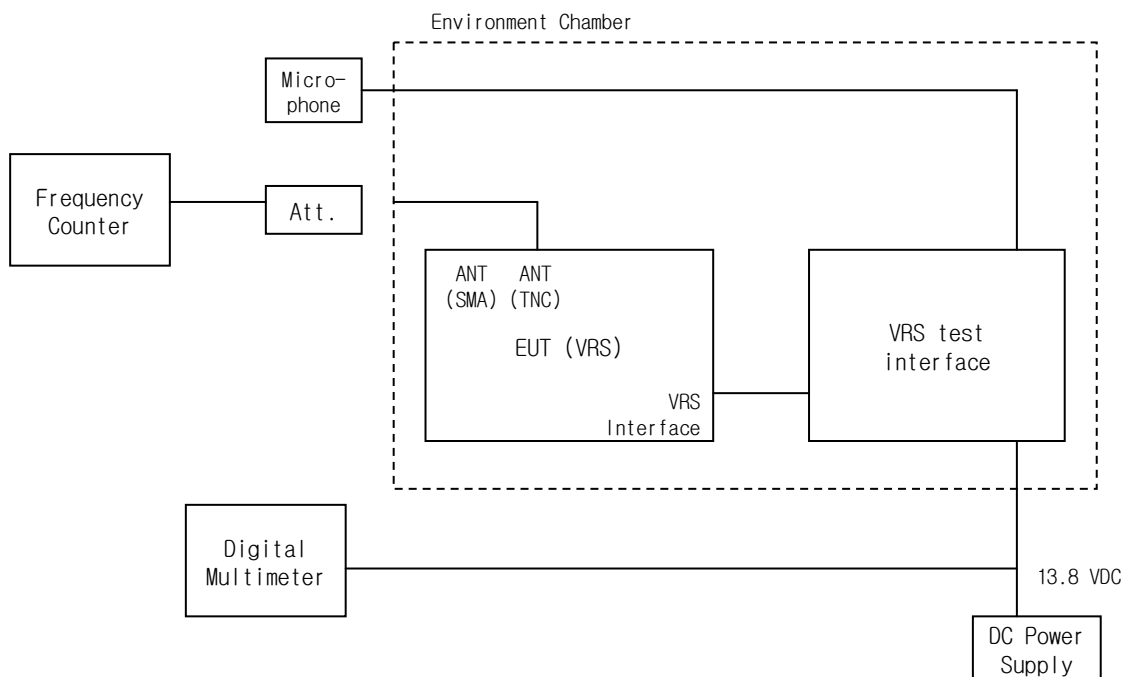 Environment Chamber
Micro-
phone
Frequency
Counter
Att.
ANT ANT
(SMA) (TNC)
EUT (VRS)
VRS
Interface
VRS test
interface
Digital
Multimeter
13.8 VDC
DC Power
Supply